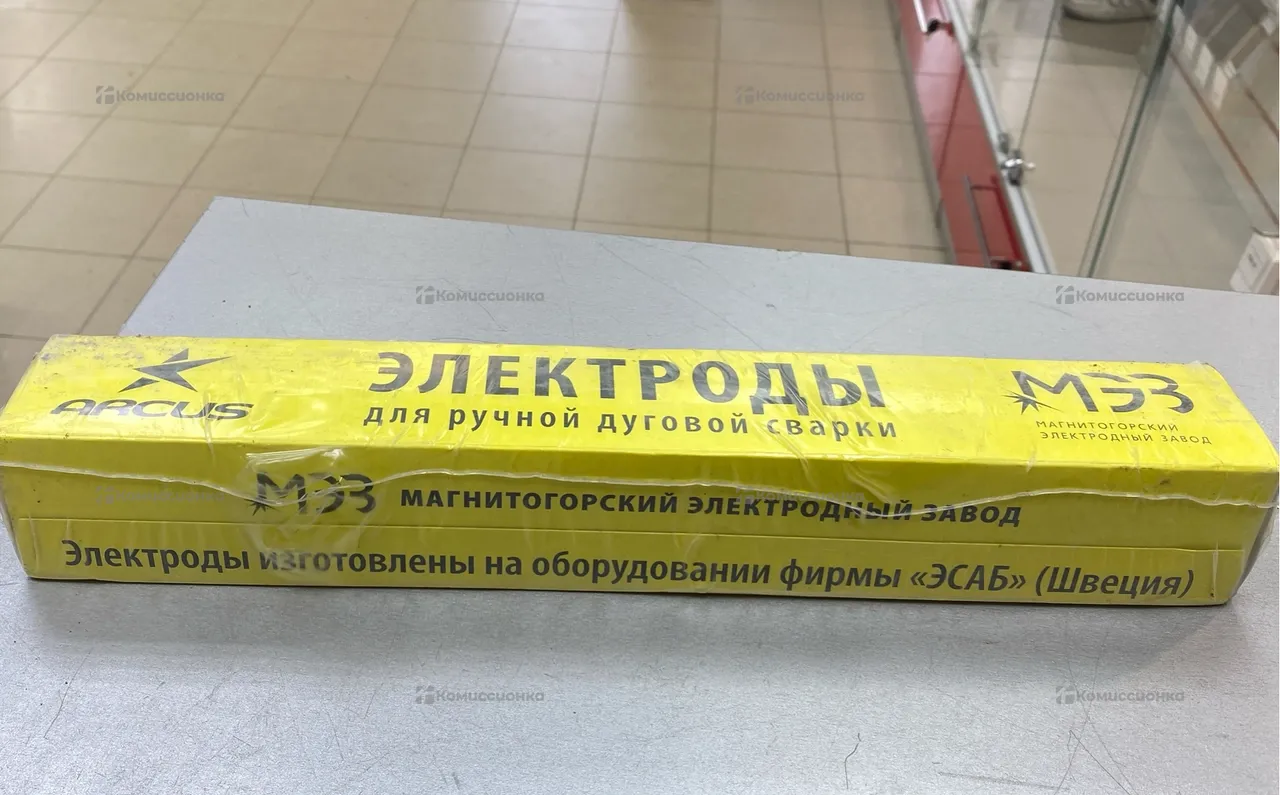 Комиссионка
Комиссионка
Комиссионка
Комиссионка
ARCUS
ЭЛЕКТРОДЫ
для ручной дуговой сварки
МЭЗ
МАГНИТОГОРСКИЙ
ЭЛЕКТРОДНЫЙ ЗАВОД
МЭЗ
МАГНИТОГОРСКИЙ ЭЛЕКТРОДНЫЙ ЗАВОД
Электроды изготовлены на оборудовании фирмы «ЭСАБ» (Швеция)
Комиссионка
Комиссионка